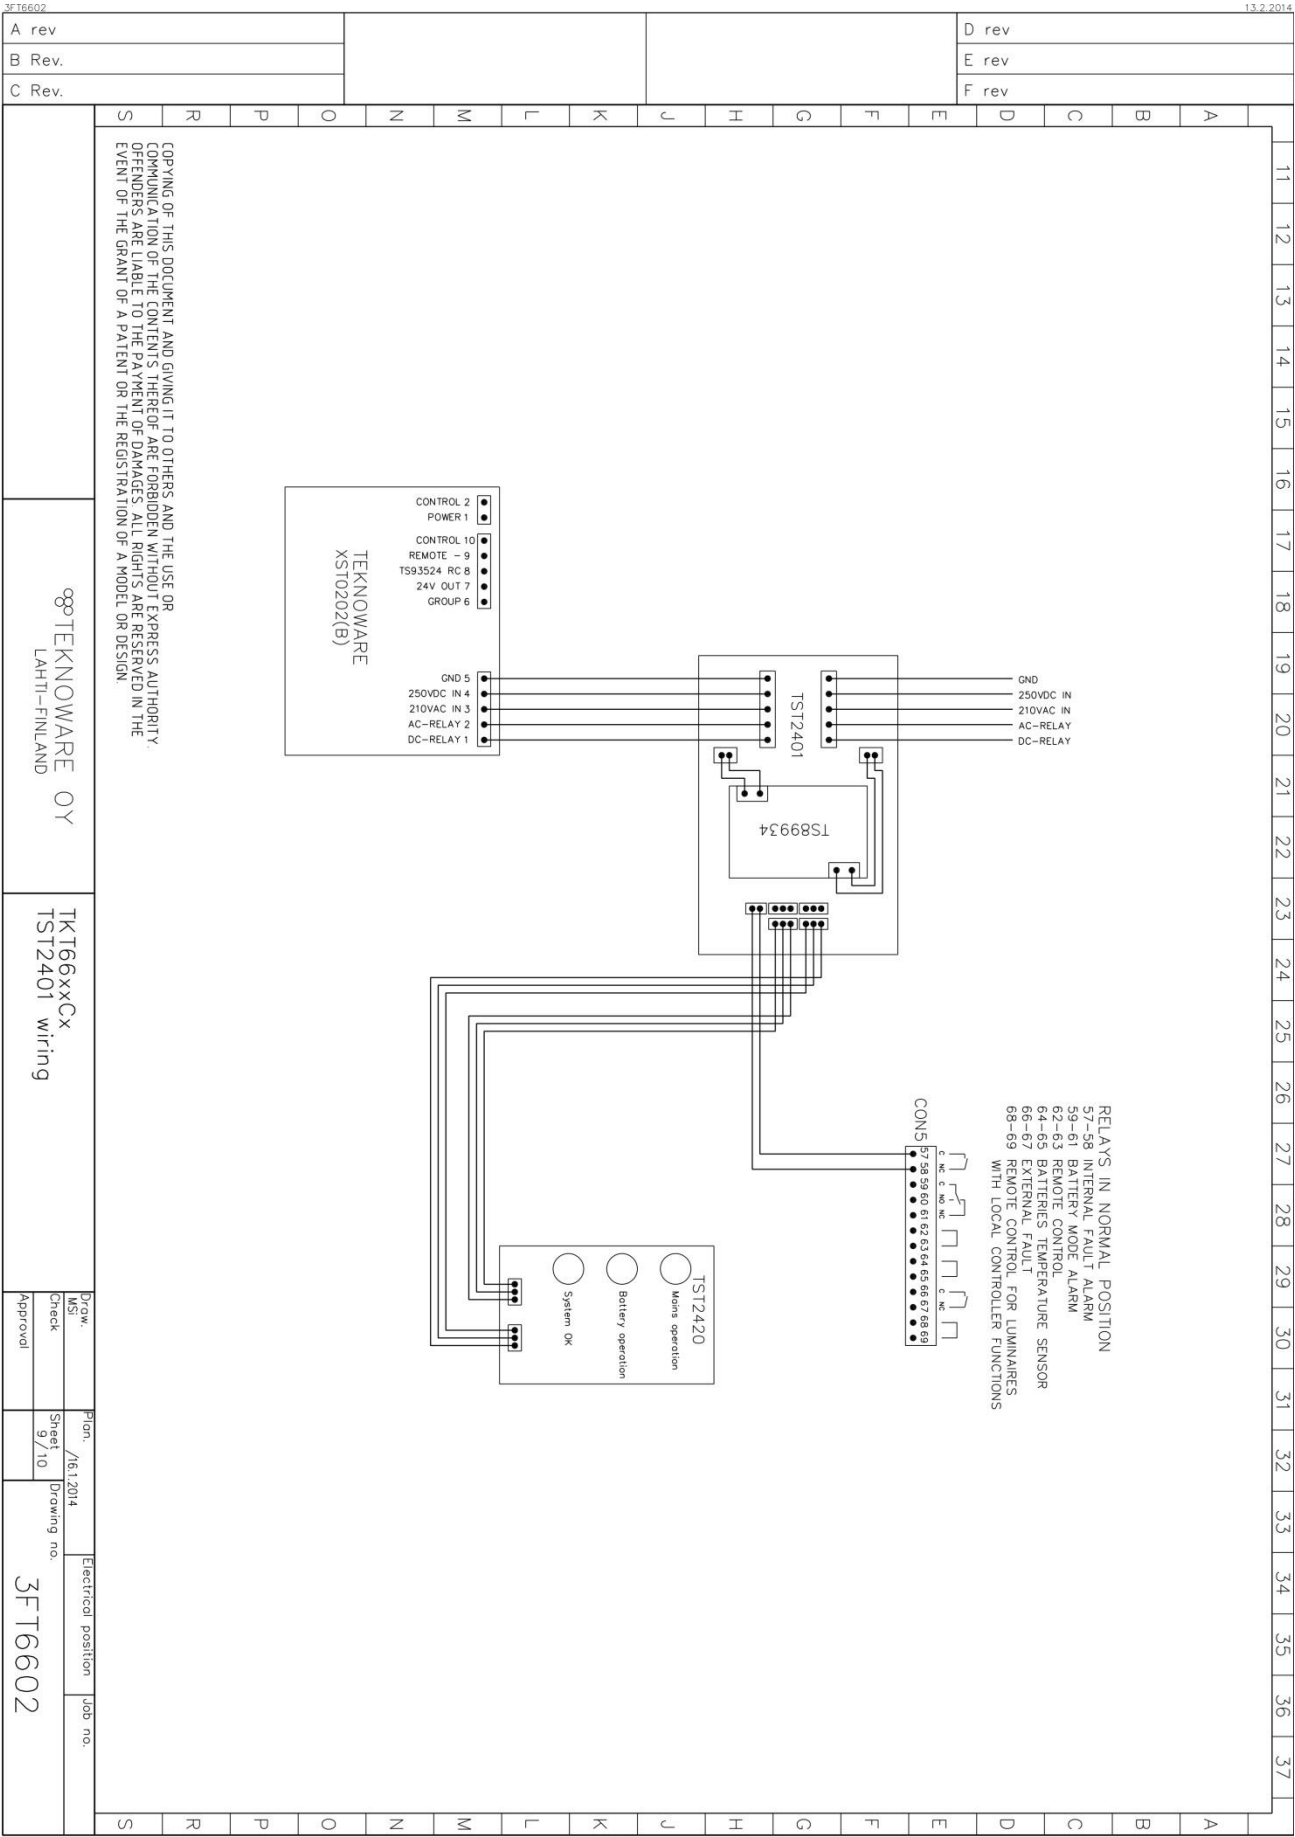 3FT6602
13.2.2014
A rev
B Rev.
C Rev.
D rev
E rev
F rev
S R P O N M L K J H G F E D C B A
11
12
13
14
15
16
17
18
19
20
21
22
23
24
25
26
27
28
29
30
31
32
33
34
35
36
37
COPYING OF THIS DOCUMENT AND GIVING IT TO OTHERS AND THE USE OR
COMMUNICATION OF THE CONTENTS THEREOF ARE FORBIDDEN WITHOUT EXPRESS AUTHORITY.
OFFENDERS ARE LIABLE TO THE PAYMENT OF DAMAGES. ALL RIGHTS ARE RESERVED IN THE
EVENT OF THE GRANT OF A PATENT OR THE REGISTRATION OF A MODEL OR DESIGN.
CONTROL 2
POWER 1
CONTROL 10
REMOTE - 9
TS93524 RC 8
24V OUT 7
GROUP 6
TEKNOWARE
XST0202(B)
GND 5
250VDC IN 4
210VAC IN 3
AC-RELAY 2
DC-RELAY 1
TST2401
GND
250VDC IN
210VAC IN
AC-RELAY
DC-RELAY
TS89934
RELAYS IN NORMAL POSITION
57-58 INTERNAL FAULT ALARM
59-61 BATTERY MODE ALARM
62-63 REMOTE CONTROL
64-65 BATTERIES TEMPERATURE SENSOR
66-67 EXTERNAL FAULT
68-69 REMOTE CONTROL FOR LUMINAIRES
WITH LOCAL CONTROLLER FUNCTIONS
CON5
57 58 59 60 61 62 63 64 65 66 67 68 69
C NC C NO NC C NC
TST2420
Mains operation
Battery operation
System OK
TEKNOWARE OY
LAHTI-FINLAND
TKT66xxCx
TST2401 wiring
Draw.
MSi
Check
Approval
Plan.
/16.1.2014
Sheet
9/10
Electrical position
Job no.
Drawing no.
3FT6602
S R P O N M L K J H G F E D C B A